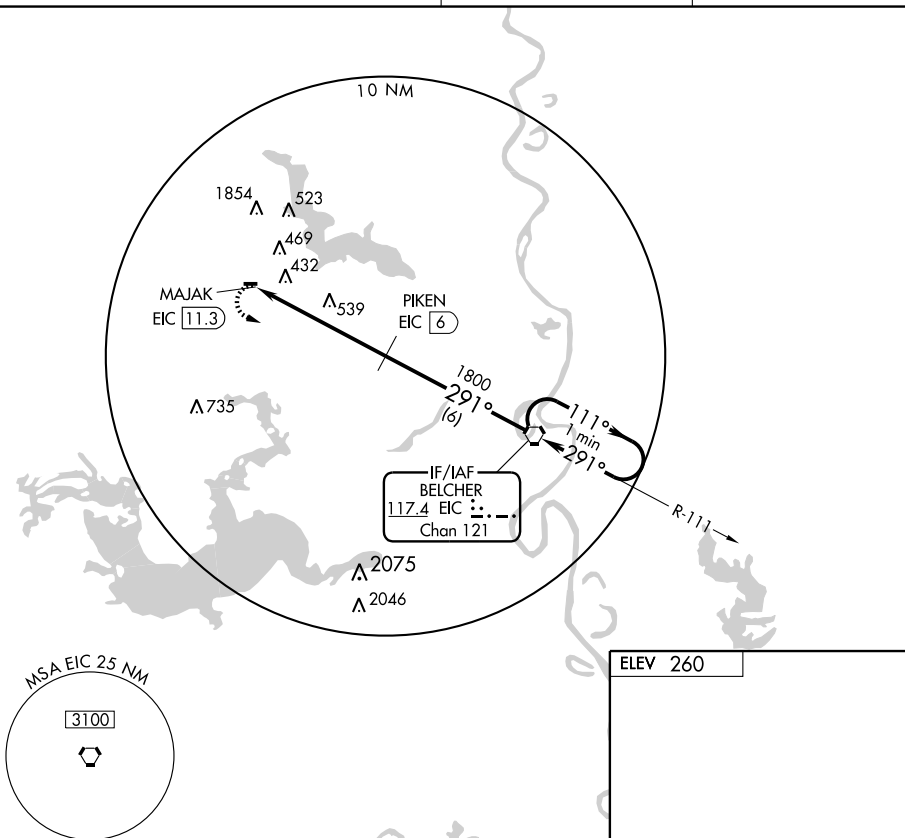 10 NM
1854
523
469
432
MAJAK
EIC 11.3
539
PIKEN
EIC 6
1800
291°
(6)
735
111°
1 min
291°
IF/IAF
BELCHER
117.4 EIC
Chan 121
R-111
2075
2046
MSA EIC 25 NM
3100
ELEV 260